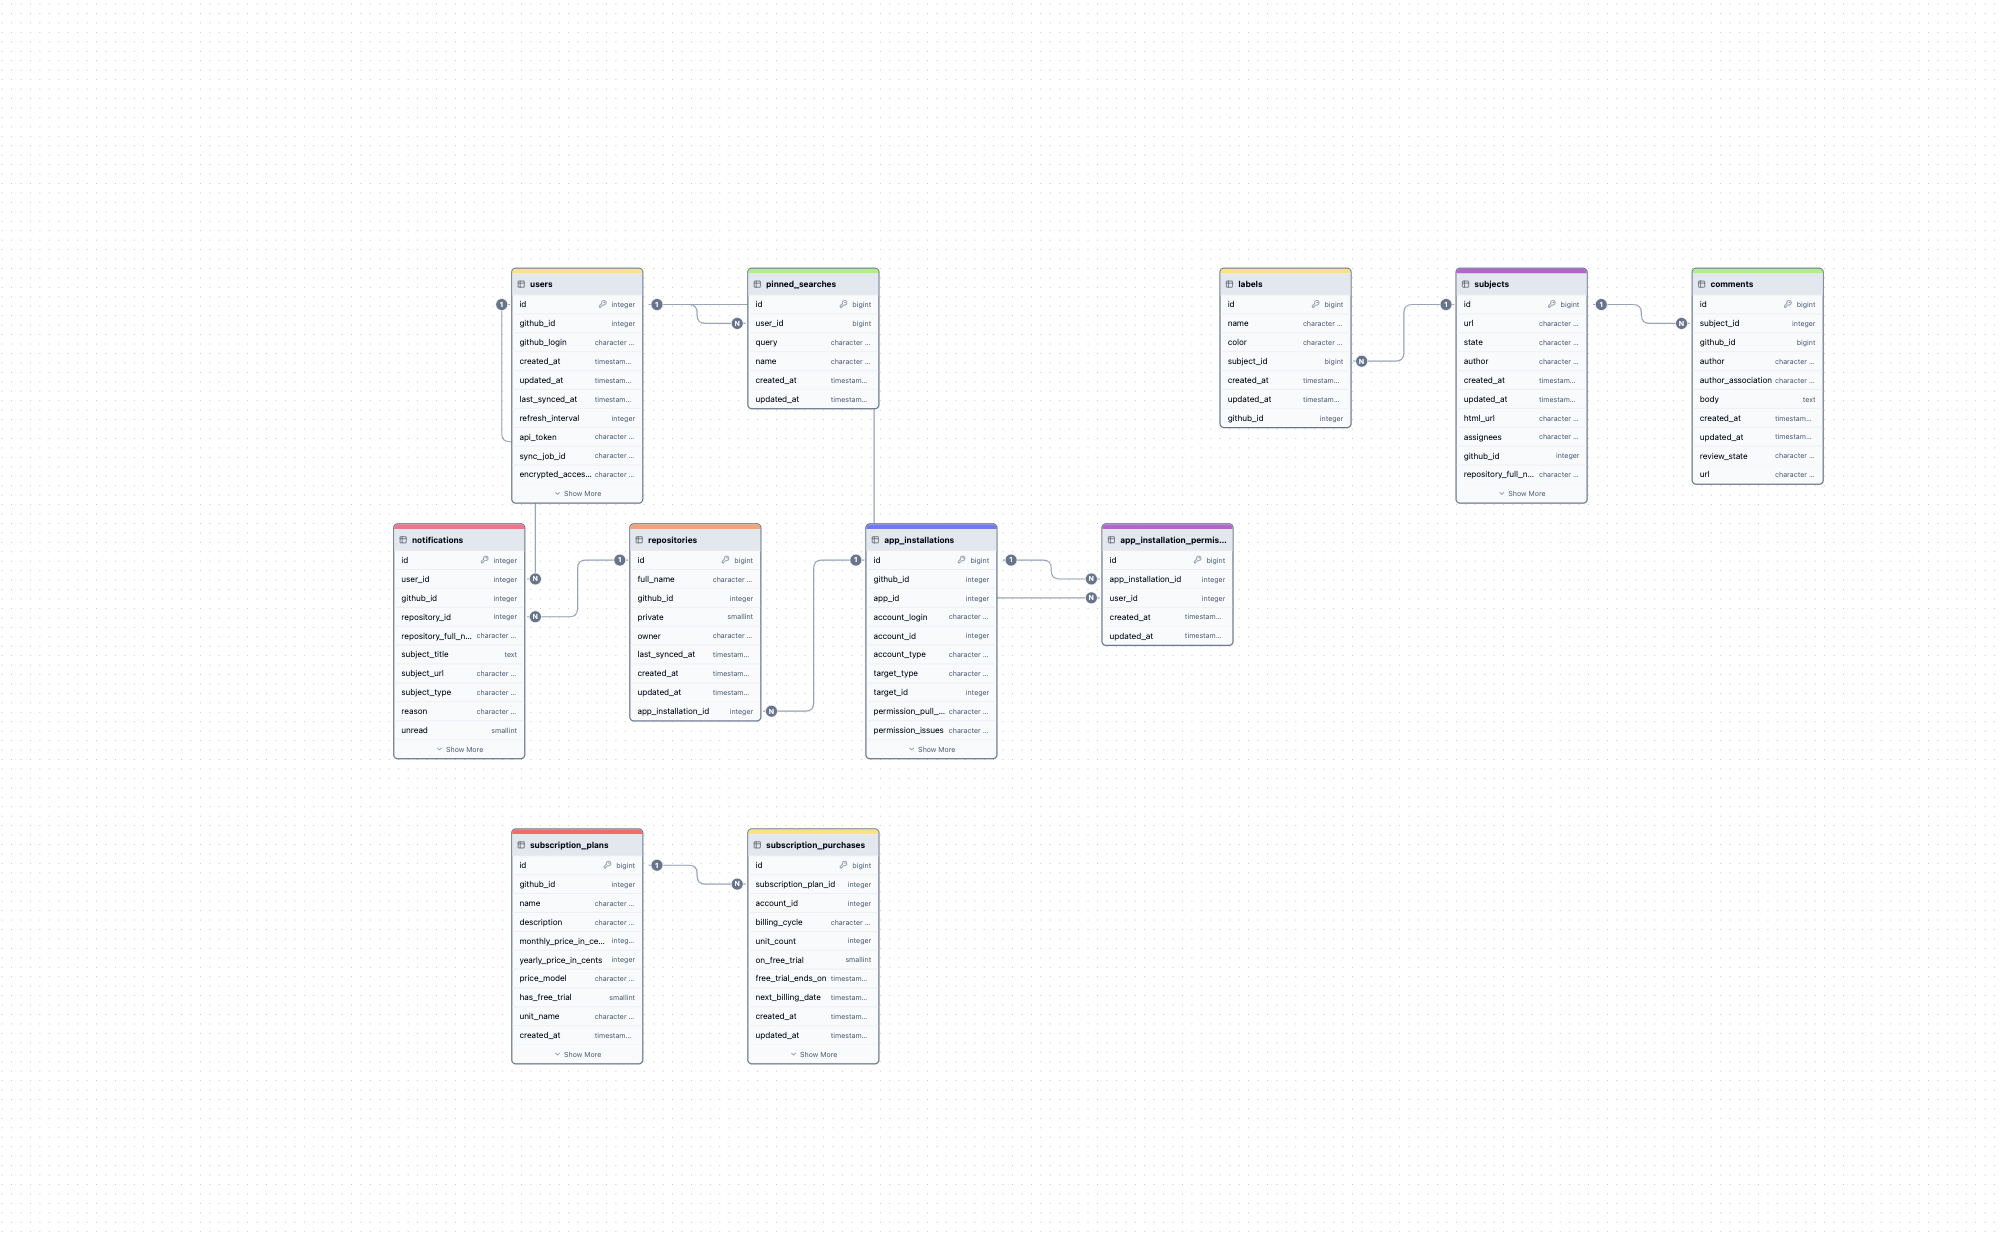 users
id integer
github_id integer
github_login character ...
created_at timestam...
updated_at timestam...
last_synced_at timestam...
refresh_interval integer
api_token character ...
sync_job_id character ...
encrypted_acces... character ...
Show More
1
1
pinned_searches
id bigint
user_id bigint
query character ...
name character ...
created_at timestam...
updated_at timestam...
N
labels
id bigint
name character ...
color character ...
subject_id bigint
created_at timestam...
updated_at timestam...
github_id integer
N
subjects
id bigint
url character ...
state character ...
author character ...
created_at timestam...
updated_at timestam...
html_url character ...
assignees character ...
github_id integer
repository_full_n... character ...
Show More
1
1
comments
id bigint
subject_id integer
github_id bigint
author character ...
author_association character ...
body text
created_at timestam...
updated_at timestam...
review_state character ...
url character ...
N
notifications
id integer
user_id integer
github_id integer
repository_id integer
repository_full_n... character ...
subject_title text
subject_url character ...
subject_type character ...
reason character ...
unread smallint
Show More
N
N
repositories
id bigint
full_name character ...
github_id integer
private smallint
owner character ...
last_synced_at timestam...
created_at timestam...
updated_at timestam...
app_installation_id integer
1
N
app_installations
id bigint
github_id integer
app_id integer
account_login character ...
account_id integer
account_type character ...
target_type character ...
target_id integer
permission_pull_... character ...
permission_issues character ...
Show More
1
1
app_installation_permis...
id bigint
app_installation_id integer
user_id integer
created_at timestam...
updated_at timestam...
N
N
subscription_plans
id bigint
github_id integer
name character ...
description character ...
monthly_price_in_ce... integ...
yearly_price_in_cents integer
price_model character ...
has_free_trial smallint
unit_name character ...
created_at timestam...
Show More
1
subscription_purchases
id bigint
subscription_plan_id integer
account_id integer
billing_cycle character ...
unit_count integer
on_free_trial smallint
free_trial_ends_on timestam...
next_billing_date timestam...
created_at timestam...
updated_at timestam...
Show More
N